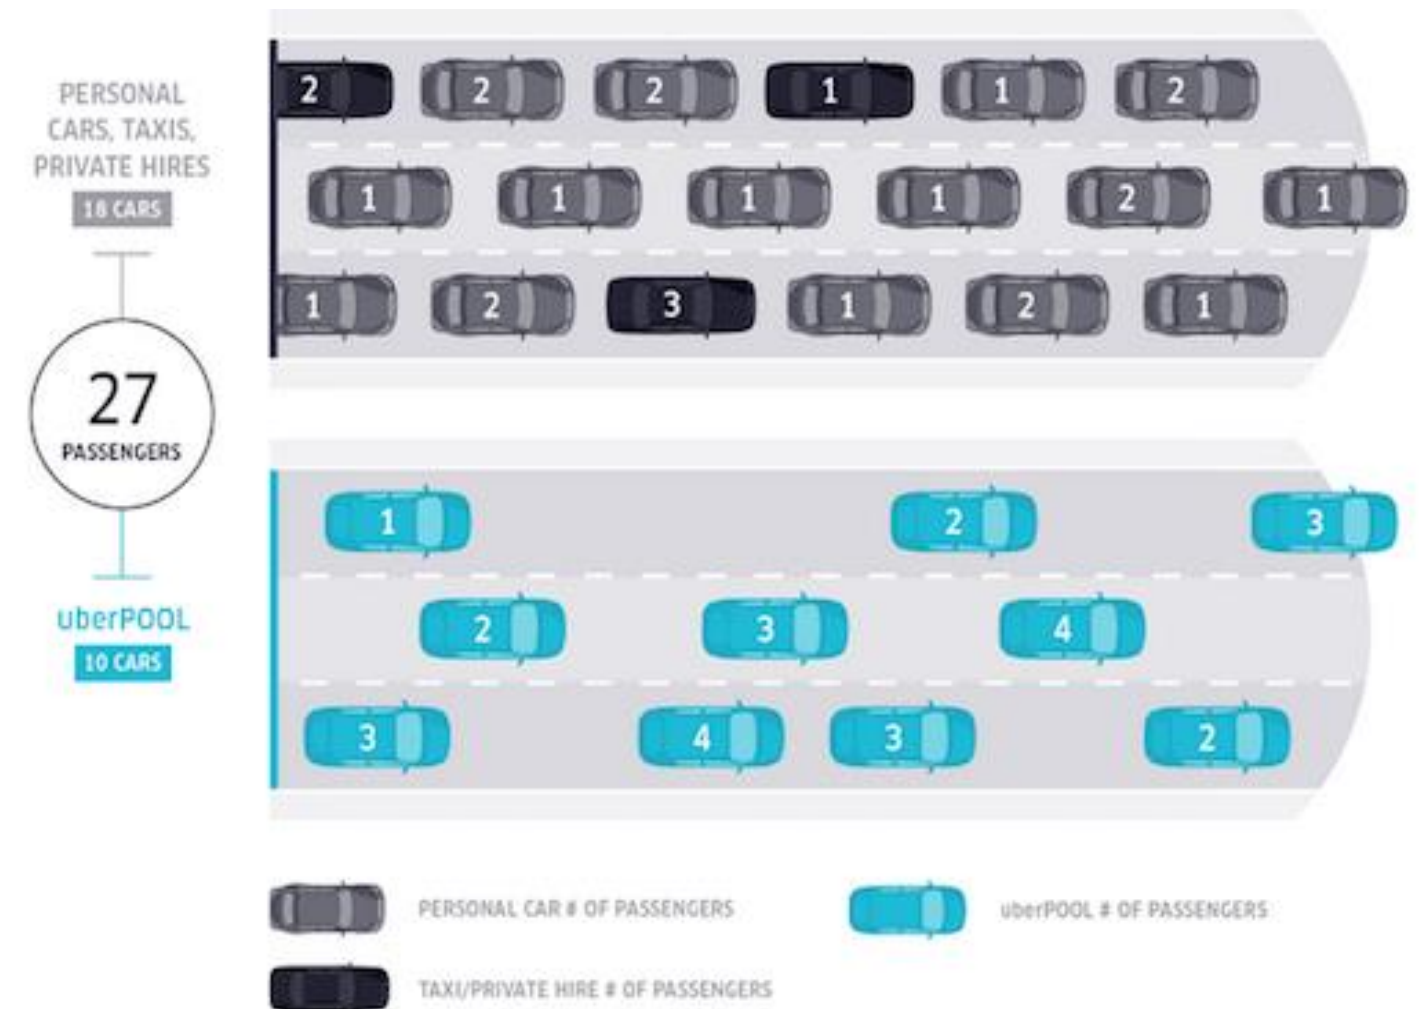 PERSONAL
CARS, TAXIS,
PRIVATE HIRES
18 CARS
2 2 2 1 1 2
1 1 1 1 2 1
1 2 3 1 2 1
27
PASSENGERS
uberPOOL
10 CARS
1 2 3
2 3 4
3 4 3 2
PERSONAL CAR # OF PASSENGERS
uberPOOL # OF PASSENGERS
TAXI/PRIVATE HIRE # OF PASSENGERS